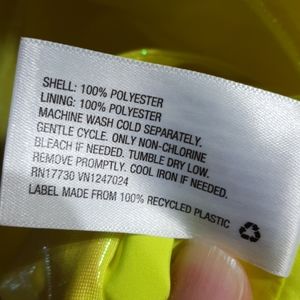 SHELL: 100% POLYESTER
LINING: 100% POLYESTER
MACHINE WASH COLD SEPARATELY.
GENTLE CYCLE. ONLY NON-CHLORINE
BLEACH IF NEEDED. TUMBLE DRY LOW.
REMOVE PROMPTLY. COOL IRON IF NEEDED.
RN17730 VN1247024
LABEL MADE FROM 100% RECYCLED PLASTIC